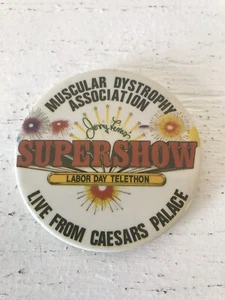 MUSCULAR DYSTROPHY
ASSOCIATION
Jerry Lewis
SUPERSHOW
LABOR DAY TELETHON
LIVE FROM CAESARS PALACE